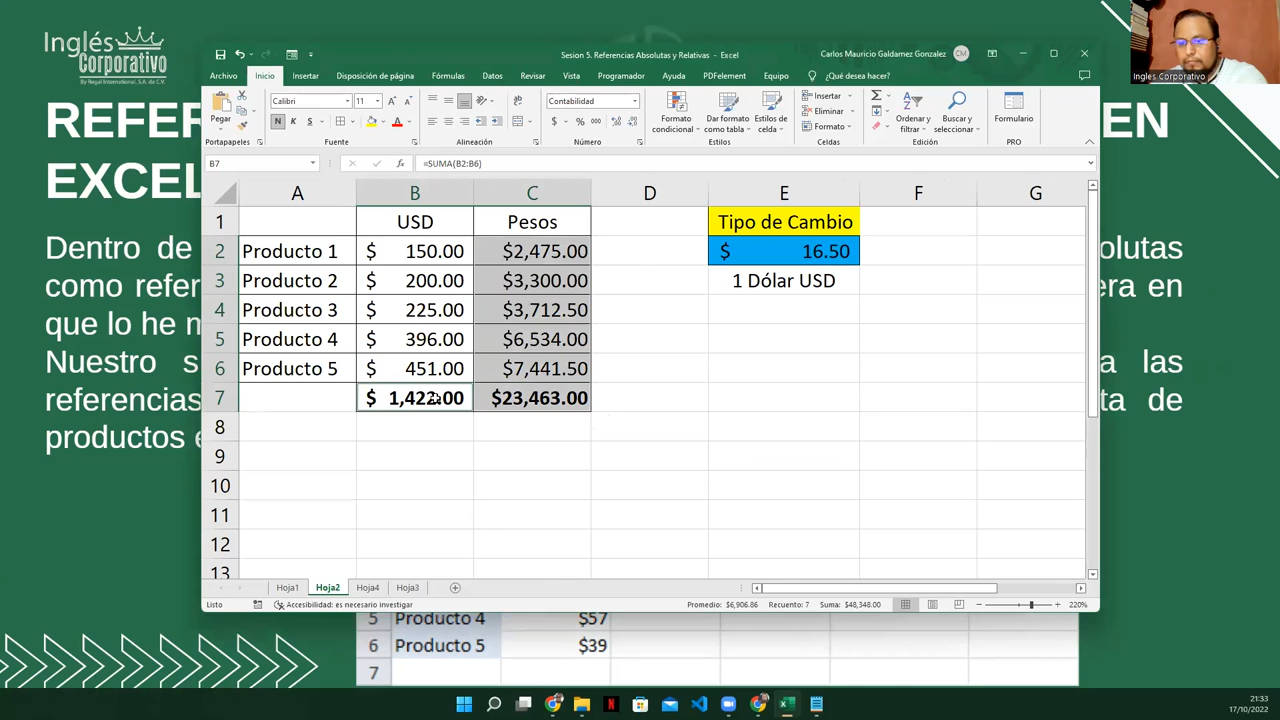 Inglés
Corporativo
By Regal International, S.A. de C.V.
REFER
EN
EXCEL
Dentro de
olutas
como refer
era en
que lo he m
Nuestro s
a las
referencias
ta de
productos e
Sesion 5. Referencias Absolutas y Relativas - Excel
Carlos Mauricio Galdamez Gonzalez
CM
Ingles Corporativo
Archivo Inicio Insertar Disposición de página Fórmulas Datos Revisar Vista Programador Ayuda PDFelement Equipo ¿Qué desea hacer?
Pegar
Calibri 11
N K S
Contabilidad
$ % 000
Formato condicional
Dar formato como tabla
Estilos de celda
Insertar
Eliminar
Formato
Ordenar y filtrar
Buscar y seleccionar
Formulario
Portapapeles Fuente Alineación Número Estilos Celdas Edición PRO
B7 fx =SUMA(B2:B6)
A B C D E F G
1 USD Pesos Tipo de Cambio
2 Producto 1 $ 150.00 $2,475.00 $ 16.50
3 Producto 2 $ 200.00 $3,300.00 1 Dólar USD
4 Producto 3 $ 225.00 $3,712.50
5 Producto 4 $ 396.00 $6,534.00
6 Producto 5 $ 451.00 $7,441.50
7 $ 1,422.00 $23,463.00
8
9
10
11
12
13
Hoja1 Hoja2 Hoja4 Hoja3
Listo Accesibilidad: es necesario investigar Promedio: $6,906.86 Recuento: 7 Suma: $48,348.00 220%
5 Producto 4 $57
6 Producto 5 $39
7
21:33
17/10/2022